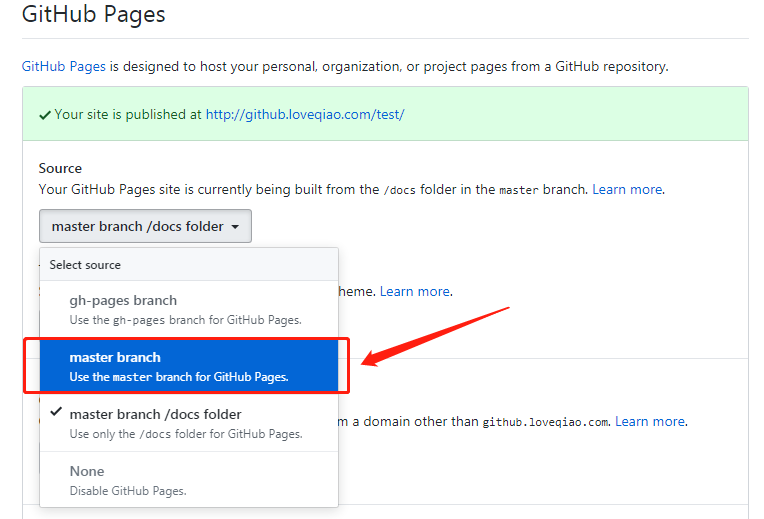 GitHub Pages
GitHub Pages is designed to host your personal, organization, or project pages from a GitHub repository.
Your site is published at http://github.loveqiao.com/test/
Source
Your GitHub Pages site is currently being built from the /docs folder in the master branch. Learn more.
master branch /docs folder
Select source
gh-pages branch
heme. Learn more.
Use the gh-pages branch for GitHub Pages.
master branch
Use the master branch for GitHub Pages.
master branch /docs folder
m a domain other than github.loveqiao.com. Learn more.
Use only the /docs folder for GitHub Pages.
None
Disable GitHub Pages.